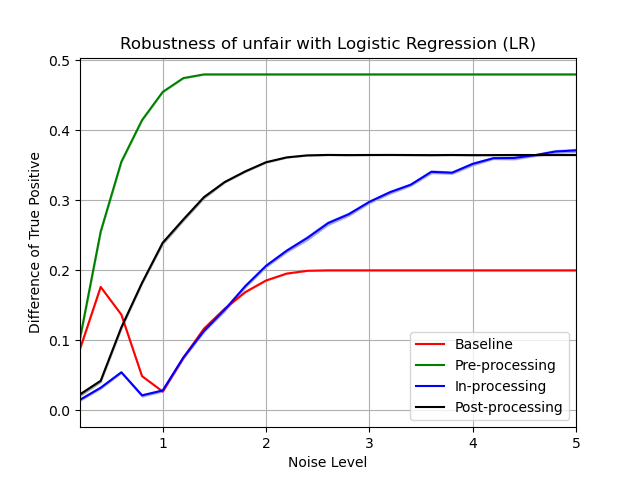 Robustness of unfair with Logistic Regression (LR)
Difference of True Positive
0.5
0.4
0.3
0.2
0.1
0.0
1
2
3
4
5
Noise Level
Baseline
Pre-processing
In-processing
Post-processing